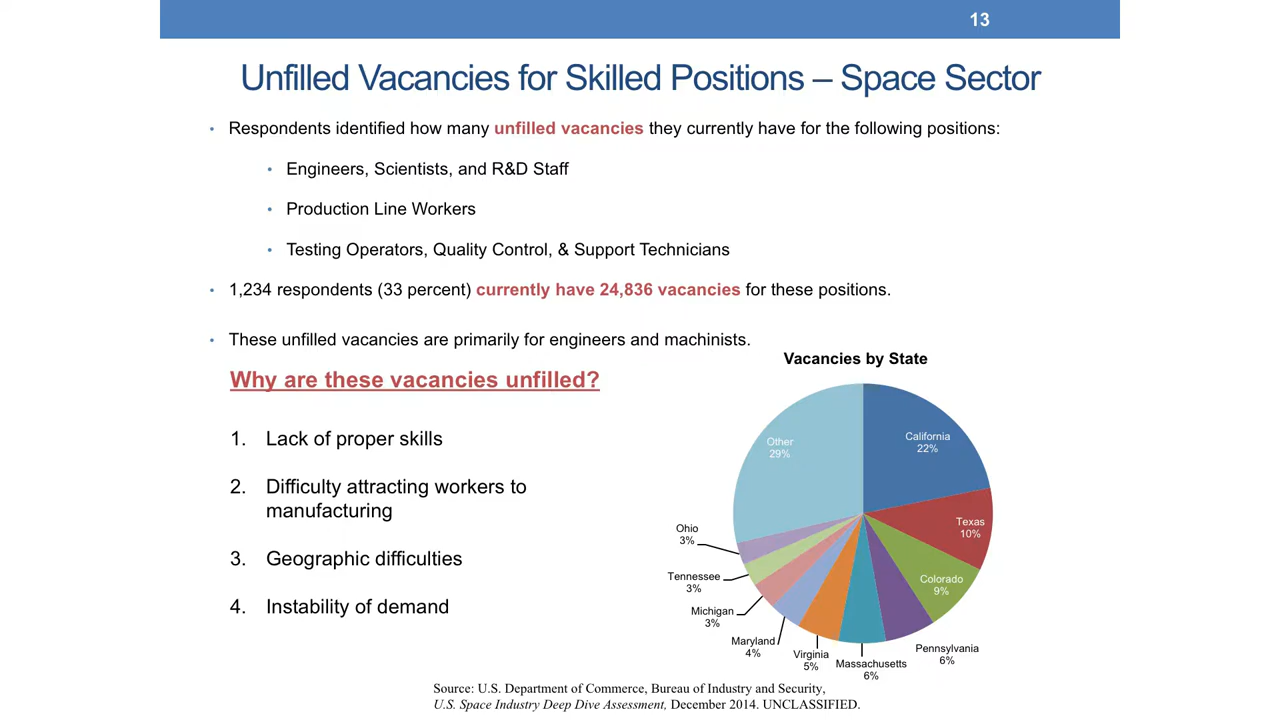 13
Unfilled Vacancies for Skilled Positions – Space Sector
• Respondents identified how many unfilled vacancies they currently have for the following positions:
• Engineers, Scientists, and R&D Staff
• Production Line Workers
• Testing Operators, Quality Control, & Support Technicians
• 1,234 respondents (33 percent) currently have 24,836 vacancies for these positions.
• These unfilled vacancies are primarily for engineers and machinists.
Why are these vacancies unfilled?
1. Lack of proper skills
2. Difficulty attracting workers to
manufacturing
3. Geographic difficulties
4. Instability of demand
Vacancies by State
California
22%
Texas
10%
Colorado
9%
Pennsylvania
6%
Massachusetts
6%
Virginia
5%
Maryland
4%
Michigan
3%
Tennessee
3%
Ohio
3%
Other
29%
Source: U.S. Department of Commerce, Bureau of Industry and Security,
U.S. Space Industry Deep Dive Assessment, December 2014. UNCLASSIFIED.